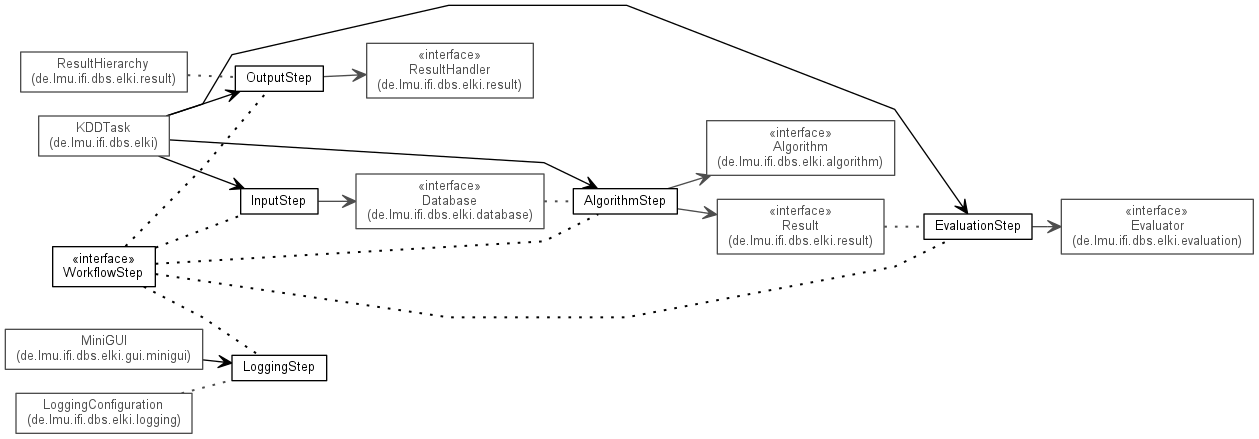 ResultHierarchy
(de.lmu.ifi.dbs.elki.result)
OutputStep
«interface»
ResultHandler
(de.lmu.ifi.dbs.elki.result)
KDDTask
(de.lmu.ifi.dbs.elki)
«interface»
Algorithm
(de.lmu.ifi.dbs.elki.algorithm)
InputStep
«interface»
Database
(de.lmu.ifi.dbs.elki.database)
AlgorithmStep
«interface»
Result
(de.lmu.ifi.dbs.elki.result)
EvaluationStep
«interface»
Evaluator
(de.lmu.ifi.dbs.elki.evaluation)
«interface»
WorkflowStep
MiniGUI
(de.lmu.ifi.dbs.elki.gui.minigui)
LoggingStep
LoggingConfiguration
(de.lmu.ifi.dbs.elki.logging)